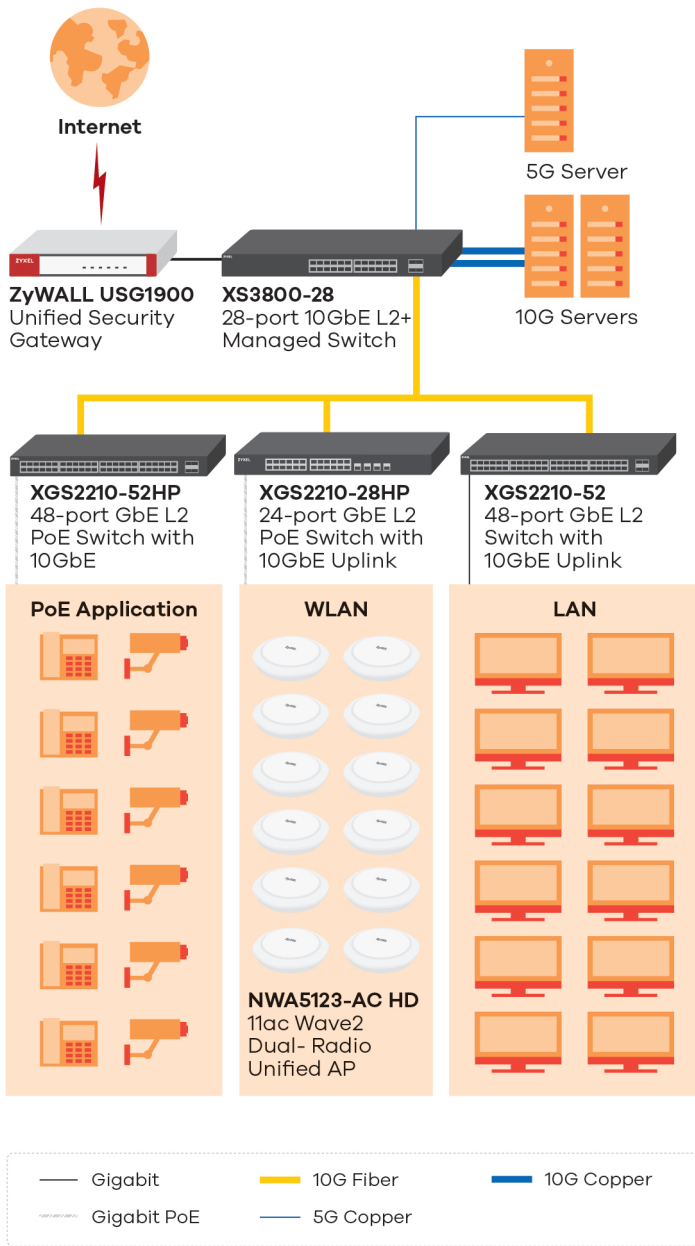 Internet
5G Server
ZYXEL
ZyWALL USG1900
Unified Security
Gateway
XS3800-28
28-port 10GbE L2+
Managed Switch
10G Servers
ZYXEL
XGS2210-52HP
48-port GbE L2
PoE Switch with
10GbE
ZYXEL
XGS2210-28HP
24-port GbE L2
PoE Switch with
10GbE Uplink
ZYXEL
XGS2210-52
48-port GbE L2
Switch with
10GbE Uplink
PoE Application
WLAN
LAN
NWA5123-AC HD
11ac Wave2
Dual- Radio
Unified AP
Gigabit
10G Fiber
10G Copper
Gigabit PoE
5G Copper